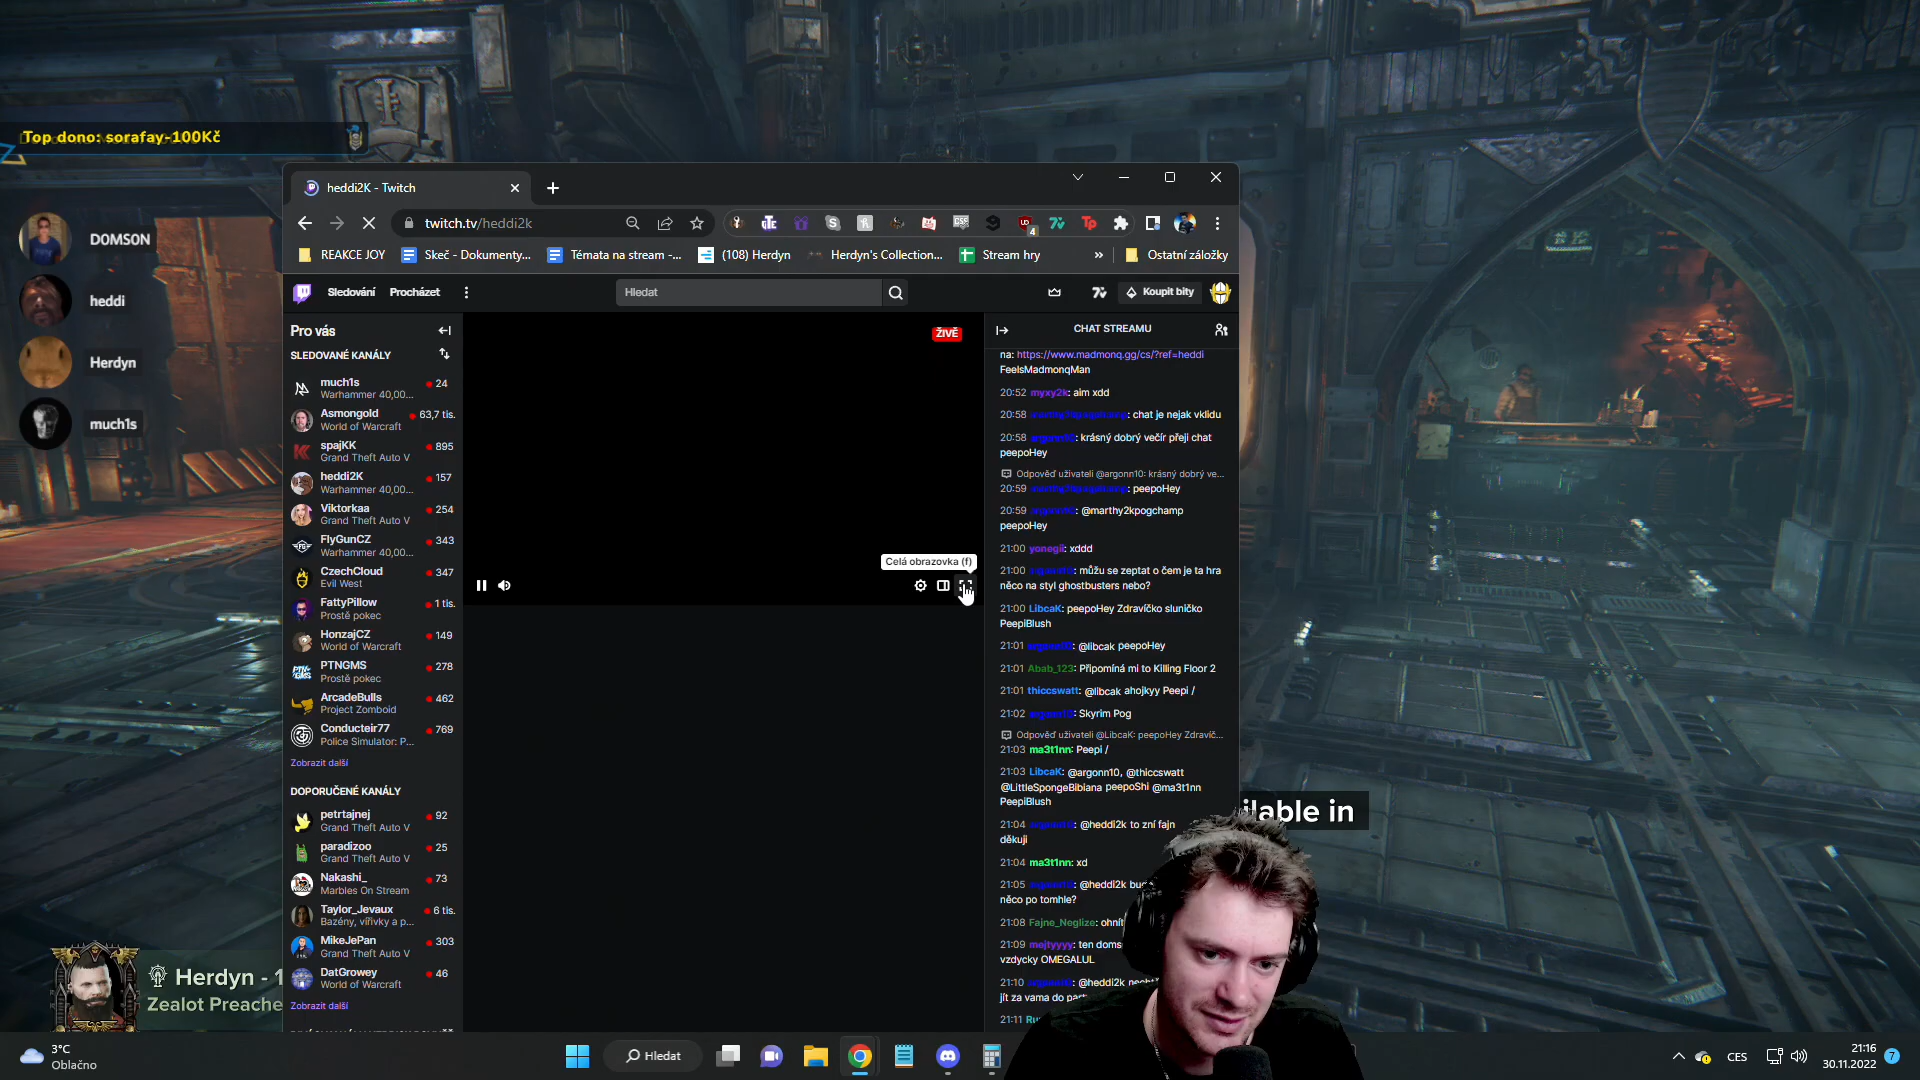 Top dono: sorafay-100Kč
D0MS0N
heddi
Herdyn
much1s
heddi2K - Twitch
twitch.tv/heddi2k
REAKCE JOY
Skeč - Dokumenty...
Témata na stream -...
(108) Herdyn
Herdyn's Collection...
Stream hry
Ostatní záložky
Sledování
Procházet
Hledat
Koupit bity
Pro vás
SLEDOVANÉ KANÁLY
much1s 24
Warhammer 40,00...
Asmongold 63,7 tis.
World of Warcraft
spajKK 895
Grand Theft Auto V
heddi2K 157
Warhammer 40,00...
Viktorkaa 254
Grand Theft Auto V
FlyGunCZ 343
Warhammer 40,00...
CzechCloud 347
Evil West
FattyPillow 1 tis.
Prostě pokec
HonzajCZ 149
World of Warcraft
PTNGMS 278
Prostě pokec
ArcadeBulls 462
Project Zomboid
Conducteir77 769
Police Simulator: P...
Zobrazit další
DOPORUČENÉ KANÁLY
petrtajnej 92
Grand Theft Auto V
paradizoo 25
Grand Theft Auto V
Nakashi_ 73
Marbles On Stream
Taylor_Jevaux 6 tis.
Bazény, vířivky a p...
MikeJePan 303
Grand Theft Auto V
DatGrowey 46
World of Warcraft
Zobrazit další
ŽIVĚ
Celá obrazovka (f)
CHAT STREAMU
na: https://www.madmonq.gg/cs/?ref=heddi
FeelsMadmonqMan
20:52 myxy2k: aim xdd
20:58 : chat je nejak vklidu
20:58 argonn10: krásný dobrý večír přeji chat
peepoHey
Odpověď uživateli @argonn10: krásný dobrý ve...
20:59 : peepoHey
20:59 argonn10: @marthy2kpogchamp
peepoHey
21:00 yonegii: xddd
21:00 argonn10: můžu se zeptat o čem je ta hra
něco na styl ghostbusters nebo?
21:00 LibcaK: peepoHey Zdravíčko sluníčko
PeepiBlush
21:01 argonn10: @libcak peepoHey
21:01 Abab_123: Připomíná mi to Killing Floor 2
21:01 thiccswatt: @libcak ahojkyy Peepi /
21:02 argonn10: Skyrim Pog
Odpověď uživateli @LibcaK: peepoHey Zdravíč...
21:03 ma3t1nn: Peepi /
21:03 LibcaK: @argonn10, @thiccswatt
@LittleSpongeBibiana peepoShi @ma3t1nn
PeepiBlush
21:04 argonn10: @heddi2k to zní fajn
děkuji
21:04 ma3t1nn: xd
21:05 argonn10: @heddi2k
něco po tomhle?
21:08 Fajne_Neglize:
21:09 mejtyyyy: ten
vzdycky OMEGALUL
21:10 argonn10: @heddi2k
jít za vama do
21:11
ilable in
Herdyn -
Zealot Preache
3°C
Oblačno
Hledat
CES
21:16
30.11.2022
7